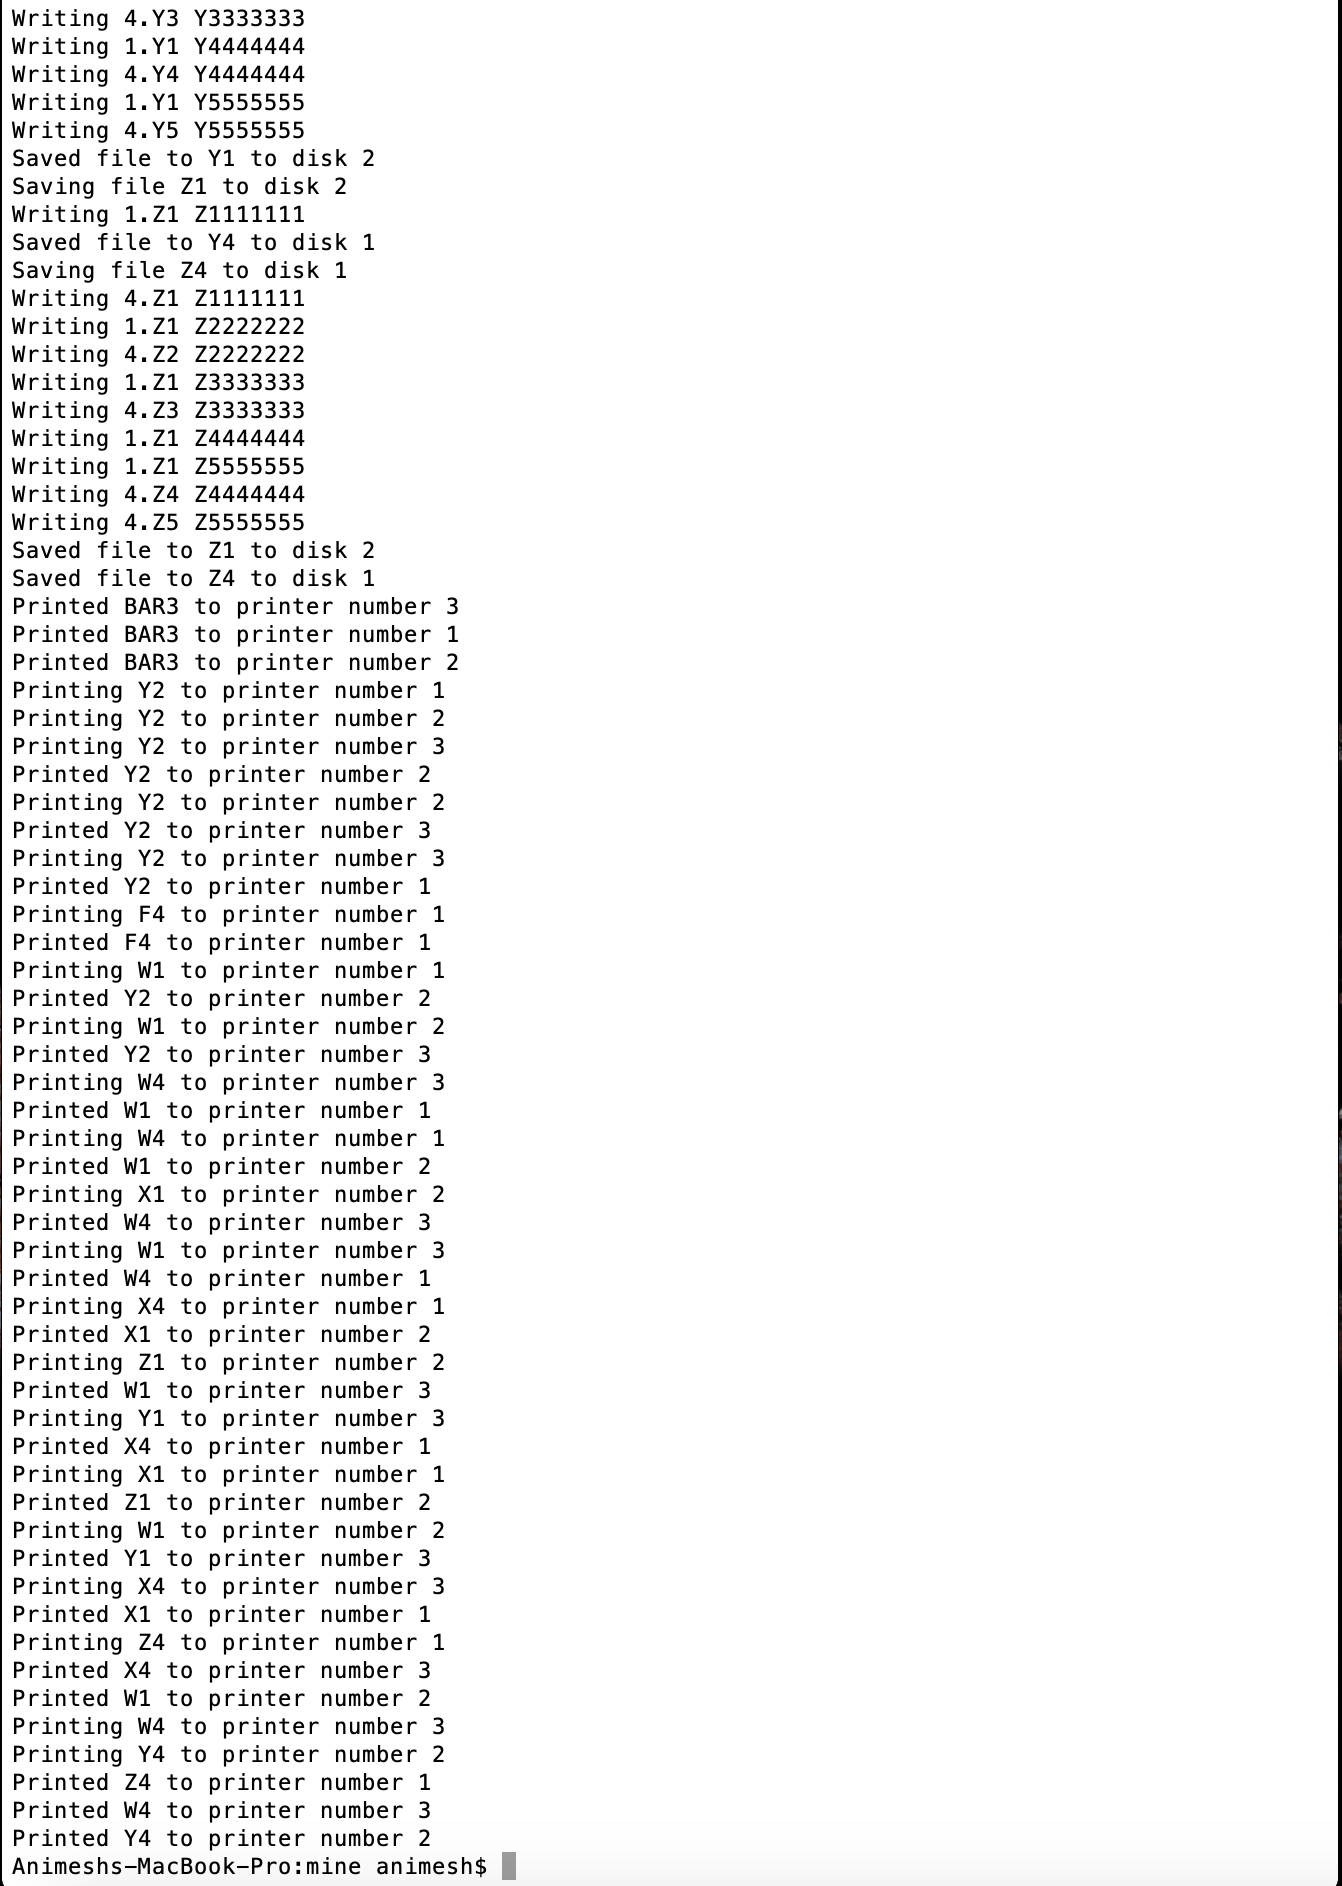 Writing 4.Y3 Y3333333
Writing 1.Y1 Y4444444
Writing 4.Y4 Y4444444
Writing 1.Y1 Y5555555
Writing 4.Y5 Y5555555
Saved file to Y1 to disk 2
Saving file Z1 to disk 2
Writing 1.Z1 Z1111111
Saved file to Y4 to disk 1
Saving file Z4 to disk 1
Writing 4.Z1 Z1111111
Writing 1.Z1 Z2222222
Writing 4.Z2 Z2222222
Writing 1.Z1 Z3333333
Writing 4.Z3 Z3333333
Writing 1.Z1 Z4444444
Writing 1.Z1 Z5555555
Writing 4.Z4 Z4444444
Writing 4.Z5 Z5555555
Saved file to Z1 to disk 2
Saved file to Z4 to disk 1
Printed BAR3 to printer number 3
Printed BAR3 to printer number 1
Printed BAR3 to printer number 2
Printing Y2 to printer number 1
Printing Y2 to printer number 2
Printing Y2 to printer number 3
Printed Y2 to printer number 2
Printing Y2 to printer number 2
Printed Y2 to printer number 3
Printing Y2 to printer number 3
Printed Y2 to printer number 1
Printing F4 to printer number 1
Printed F4 to printer number 1
Printing W1 to printer number 1
Printed Y2 to printer number 2
Printing W1 to printer number 2
Printed Y2 to printer number 3
Printing W4 to printer number 3
Printed W1 to printer number 1
Printing W4 to printer number 1
Printed W1 to printer number 2
Printing X1 to printer number 2
Printed W4 to printer number 3
Printing W1 to printer number 3
Printed W4 to printer number 1
Printing X4 to printer number 1
Printed X1 to printer number 2
Printing Z1 to printer number 2
Printed W1 to printer number 3
Printing Y1 to printer number 3
Printed X4 to printer number 1
Printing X1 to printer number 1
Printed Z1 to printer number 2
Printing W1 to printer number 2
Printed Y1 to printer number 3
Printing X4 to printer number 3
Printed X1 to printer number 1
Printing Z4 to printer number 1
Printed X4 to printer number 3
Printed W1 to printer number 2
Printing W4 to printer number 3
Printing Y4 to printer number 2
Printed Z4 to printer number 1
Printed W4 to printer number 3
Printed Y4 to printer number 2
Animeshs-MacBook-Pro:mine animesh$